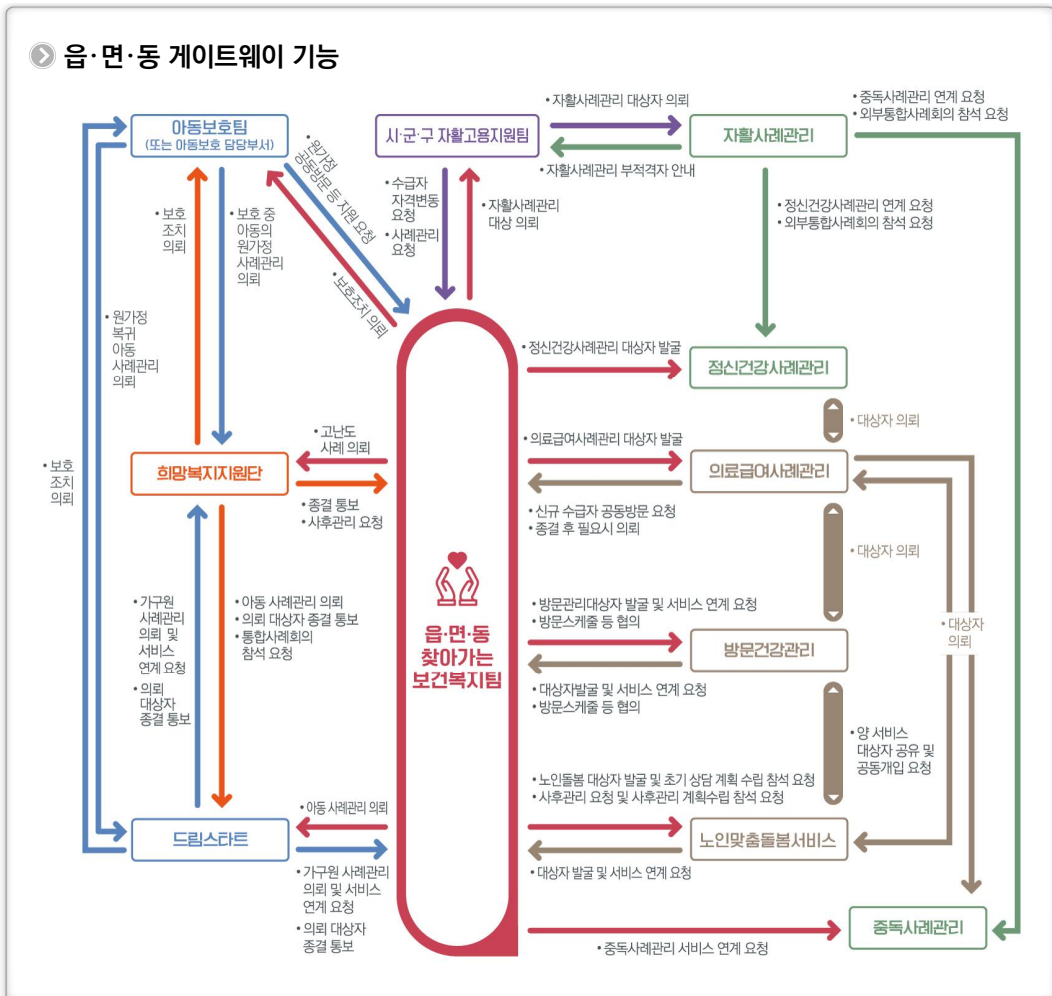 읍·면·동 게이트웨이 기능
• 자활사례관리 대상자 의뢰
• 중독사례관리 연계 요청
• 외부통합사례회의 참석 요청
아동보호팀
(또는 아동보호 담당부서)
시·군·구 자활고용지원팀
자활사례관리
• 자활사례관리 부적격자 안내
• 원가정
공동방문 등 지원 요청
• 보호조치 의뢰
• 수급자
자격변동
요청
• 사례관리
요청
• 자활사례관리
대상 의뢰
• 정신건강사례관리 연계 요청
• 외부통합사례회의 참석 요청
• 보호
조치
의뢰
• 보호 중
아동의
원가정
사례관리
의뢰
• 원가정
복귀
아동
사례관리
의뢰
• 정신건강사례관리 대상자 발굴
정신건강사례관리
• 대상자 의뢰
• 고난도
사례 의뢰
• 의료급여사례관리 대상자 발굴
• 보호
조치
의뢰
희망복지지원단
의료급여사례관리
• 종결 통보
• 사후관리 요청
• 신규 수급자 공동방문 요청
• 종결 후 필요시 의뢰
• 대상자 의뢰
• 가구원
사례관리
의뢰 및
서비스
연계 요청
• 의뢰
대상자
종결 통보
• 아동 사례관리 의뢰
• 의뢰 대상자 종결 통보
• 통합사례회의
참석 요청
읍·면·동
찾아가는
보건복지팀
• 방문관리대상자 발굴 및 서비스 연계 요청
• 방문스케줄 등 협의
방문건강관리
• 대상자
의뢰
• 대상자발굴 및 서비스 연계 요청
• 방문스케줄 등 협의
• 양 서비스
대상자 공유 및
공동개입 요청
• 노인돌봄 대상자 발굴 및 초기 상담 계획 수립 참석 요청
• 사후관리 요청 및 사후관리 계획수립 참석 요청
• 아동 사례관리 의뢰
드림스타트
노인맞춤돌봄서비스
• 가구원 사례관리
의뢰 및 서비스
연계 요청
• 의뢰 대상자
종결 통보
• 대상자 발굴 및 서비스 연계 요청
중독사례관리
• 중독사례관리 서비스 연계 요청